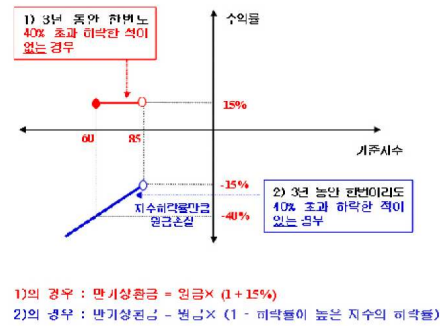 수익률
1) 3년 동안 한번도
40% 초과 하락한 적이
없는 경우
15%
60
85
기준지수
-15%
지수하락률만큼
원금손실
-40%
2) 3년 동안 한번이라도
40% 초과 하락한 적이
있는 경우
1)의 경우 : 만기상환금 = 원금× (1+15%)
2)의 경우 : 만기상환금 = 원금× (1 - 하락률이 높은 지수의 하락률)